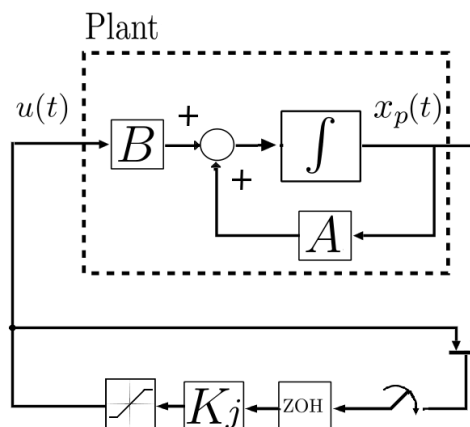 Plant
u(t)
x_p(t)
+
B
∫
+
A
K_j
ZOH